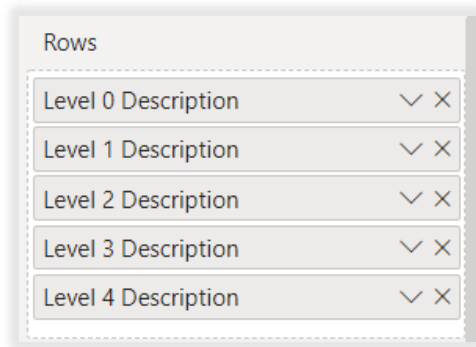 Rows
Level 0 Description
Level 1 Description
Level 2 Description
Level 3 Description
Level 4 Description